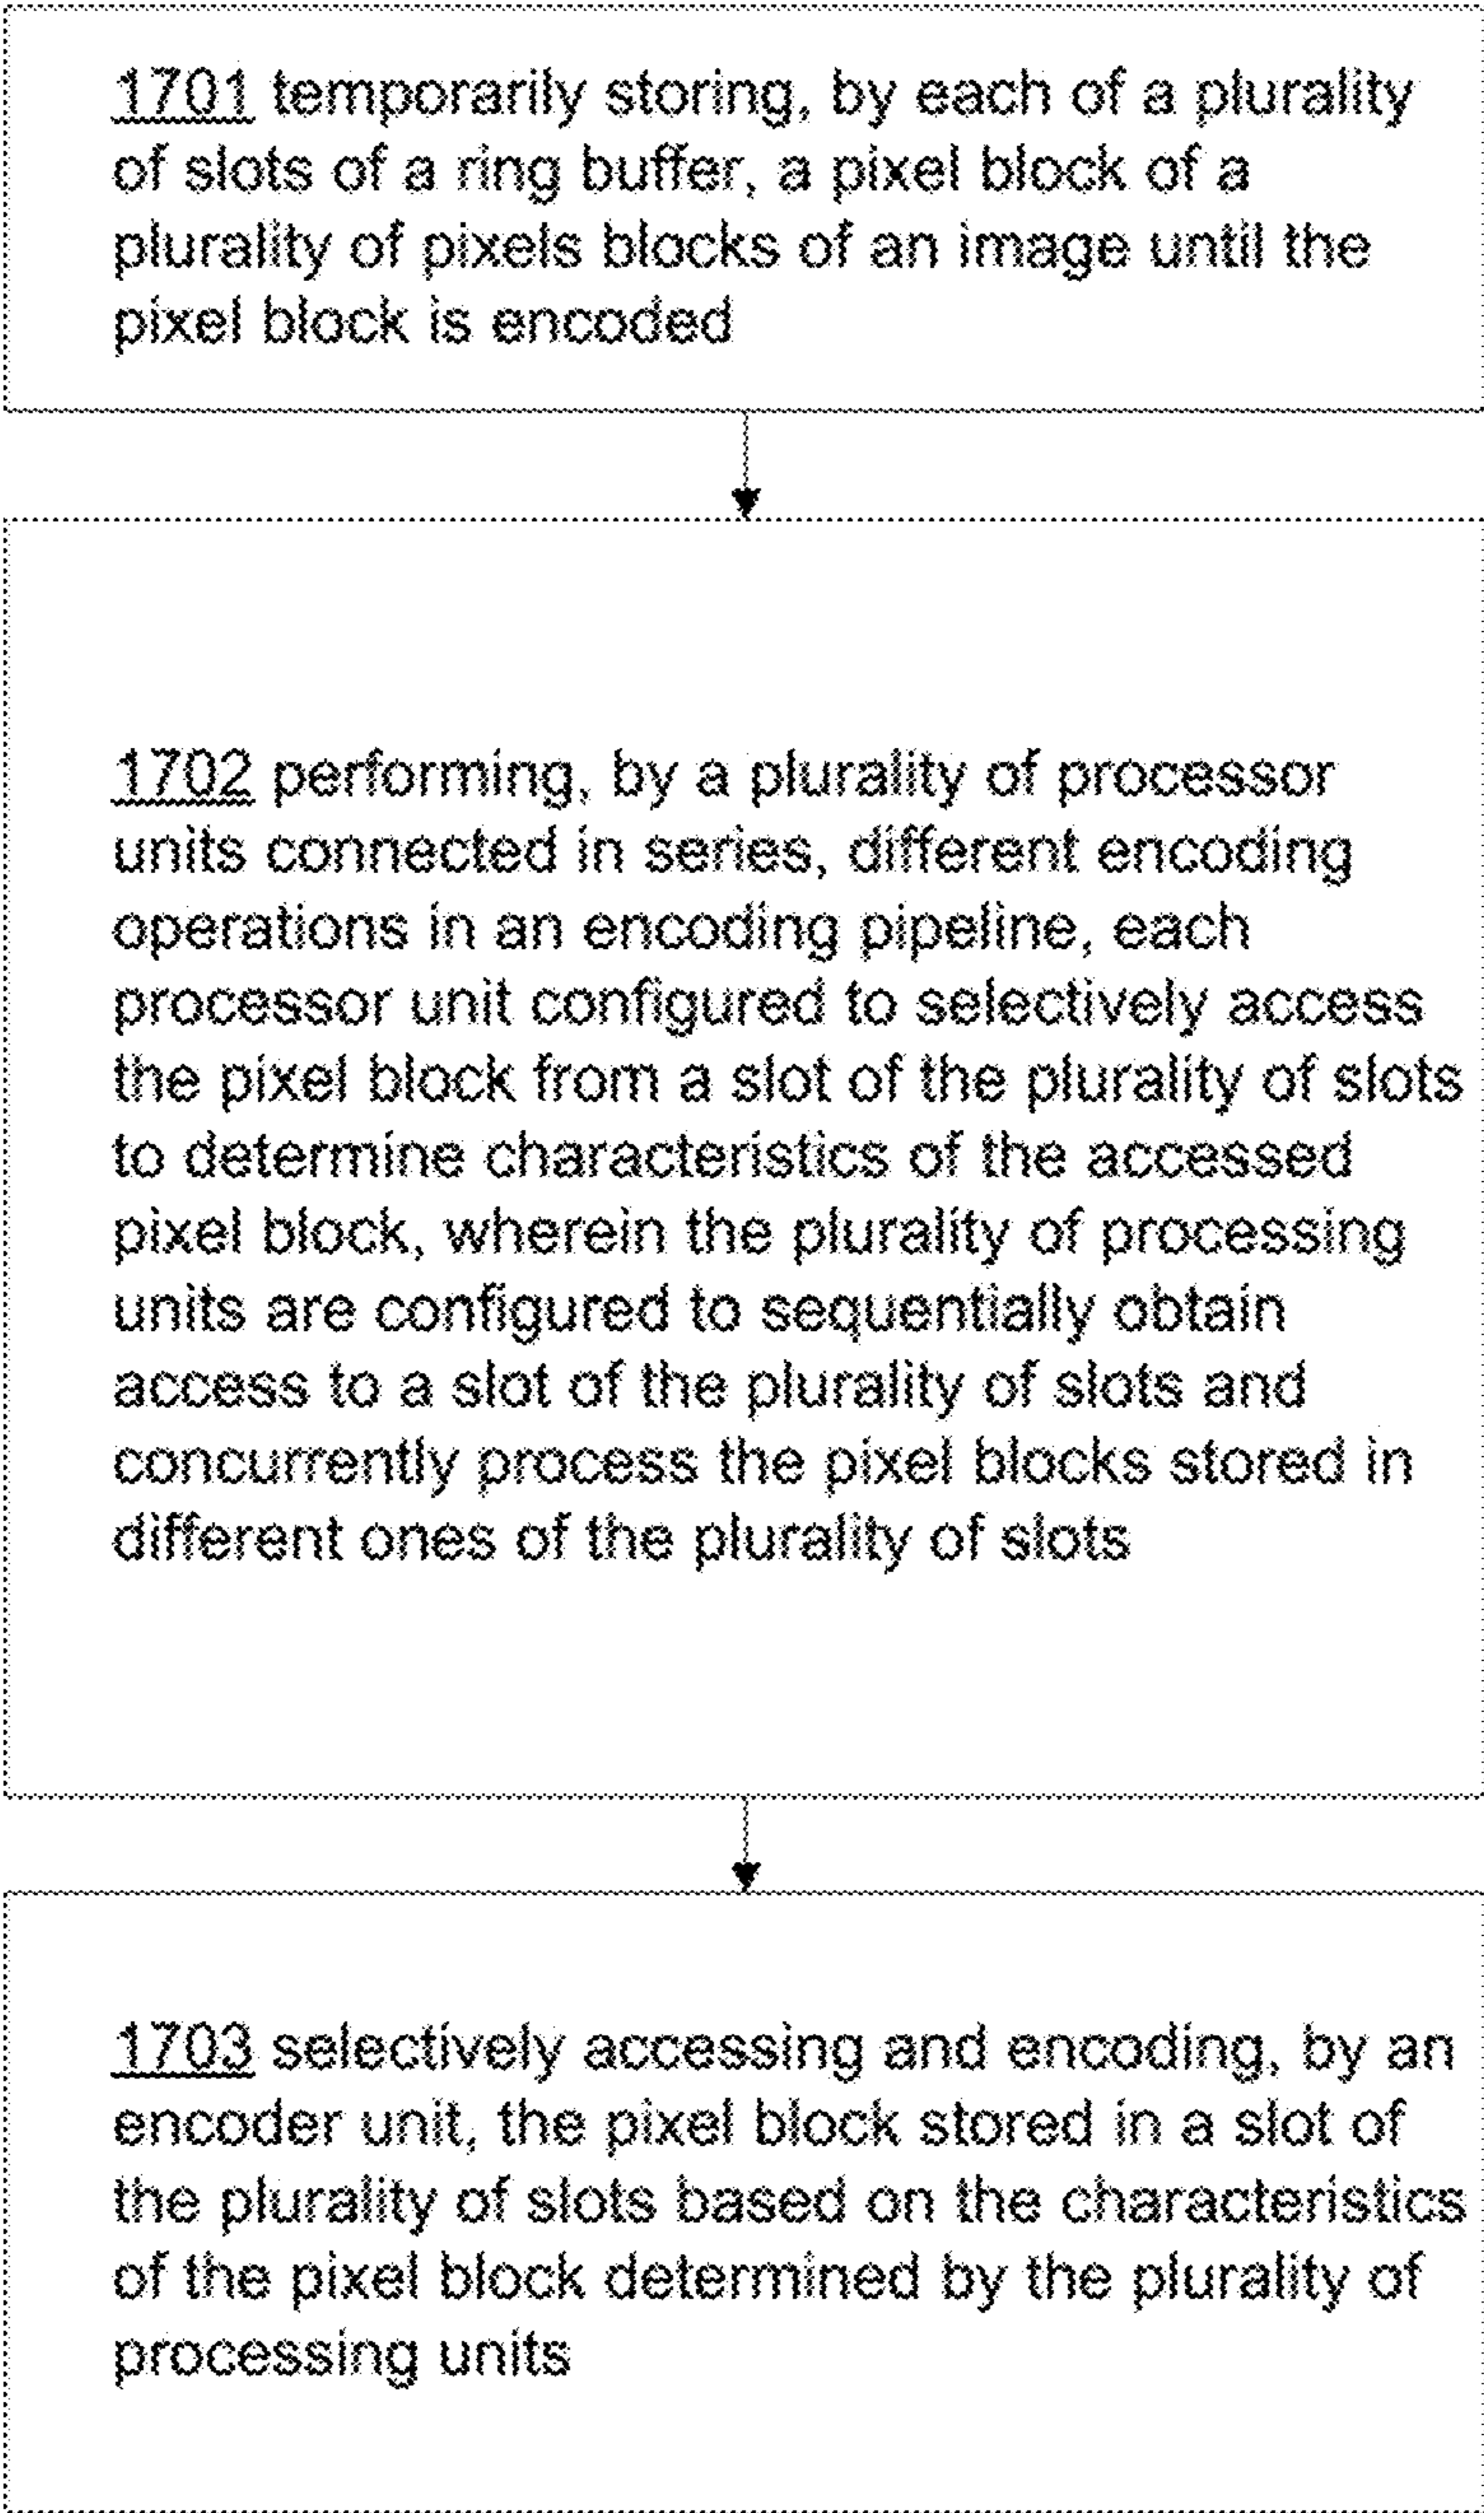 1701 temporarily storing, by each of a plurality
of slots of a ring buffer, a pixel block of a
plurality of pixels blocks of an image until the
pixel block is encoded
1702 performing, by a plurality of processor
units connected in series, different encoding
operations in an encoding pipeline, each
processor unit configured to selectively access
the pixel block from a slot of the plurality of slots
to determine characteristics of the accessed
pixel block, wherein the plurality of processing
units are configured to sequentially obtain
access to a slot of the plurality of slots and
concurrently process the pixel blocks stored in
different ones of the plurality of slots
1703 selectively accessing and encoding, by an
encoder unit, the pixel block stored in a slot of
the plurality of slots based on the characteristics
of the pixel block determined by the plurality of
processing units